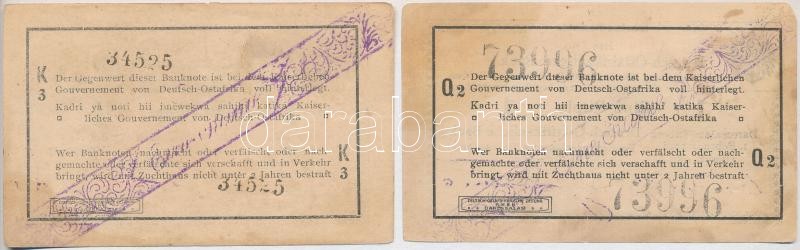 34525
K
3
Der Gegenwert dieser Banknote ist bei dem Kaiserlichen
Gouvernement von Deutsch-Ostafrika voll hinterlegt.
Kadri ya noti hii imewekwa sahihi katika Kaiser-
liches Gouvernement von Deutsch-Ostafrika
Wer Banknoten nachmacht oder verfälscht oder nach-
gemachte oder verfälschte sich verschafft und in Verkehr
bringt, wird mit Zuchthaus nicht unter 2 Jahren bestraft
K
3
34525
73996
Q2
Der Gegenwert dieser Banknote ist bei dem Kaiserlichen
Gouvernement von Deutsch-Ostafrika voll hinterlegt.
Kadri ya noti hii imewekwa sahihi katika Kaiser-
liches Gouvernement von Deutsch-Ostafrika
Wer Banknoten nachmacht oder verfälscht oder nach-
gemachte oder verfälschte sich verschafft und in Verkehr
bringt, wird mit Zuchthaus nicht unter 2 Jahren bestraft
Q2
73996
DARESSALAM
darabanth.com